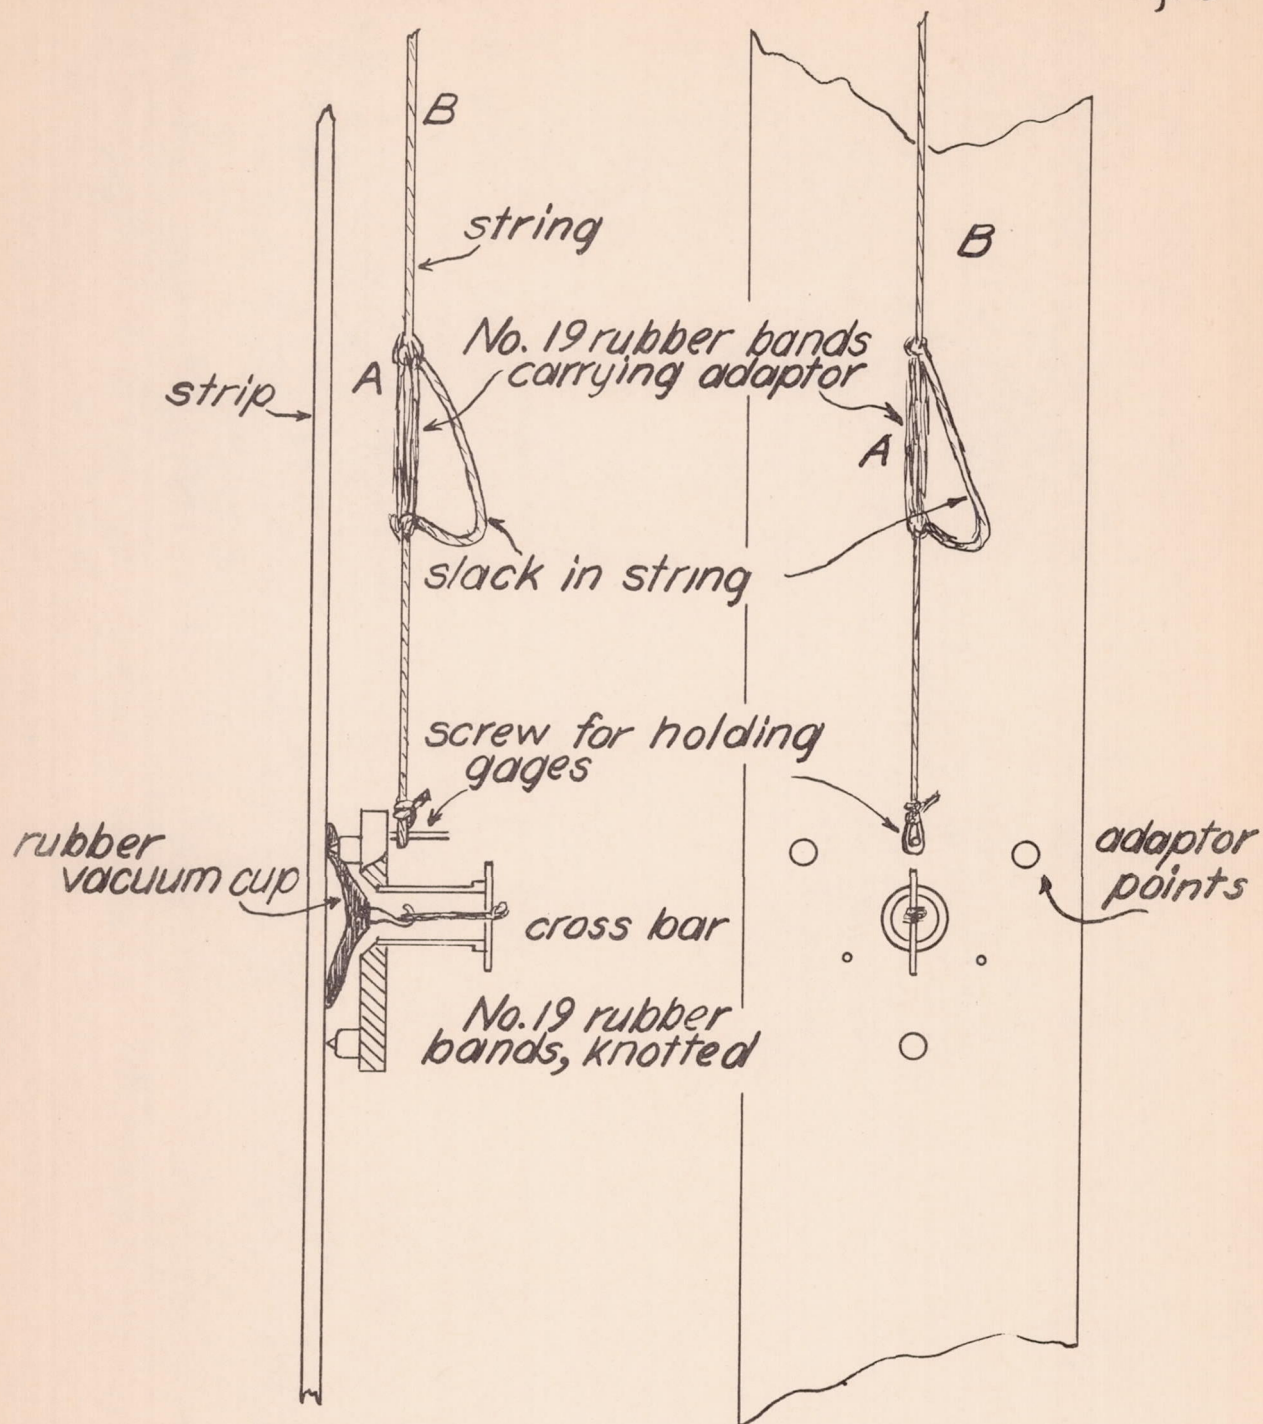 B
string
B
No. 19 rubber bands
carrying adaptor
A
strip
A
slack in string
screw for holding
gages
rubber
vacuum cup
adaptor
points
cross bar
No. 19 rubber
bands, knotted